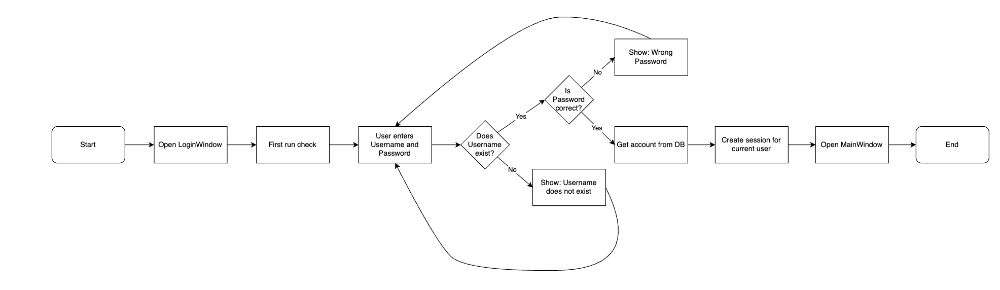 Start
Open LoginWindow
First run check
User enters
Username and
Password
Does
Username
exist?
Yes
No
Is
Password
correct?
No
Yes
Show: Wrong
Password
Show: Username
does not exist
Get account from DB
Create session for
current user
Open MainWindow
End